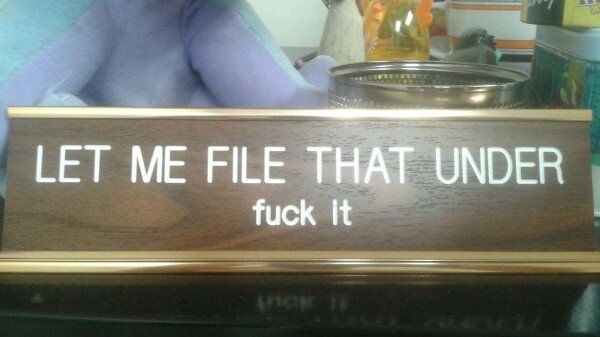 LET ME FILE THAT UNDER
fuck it